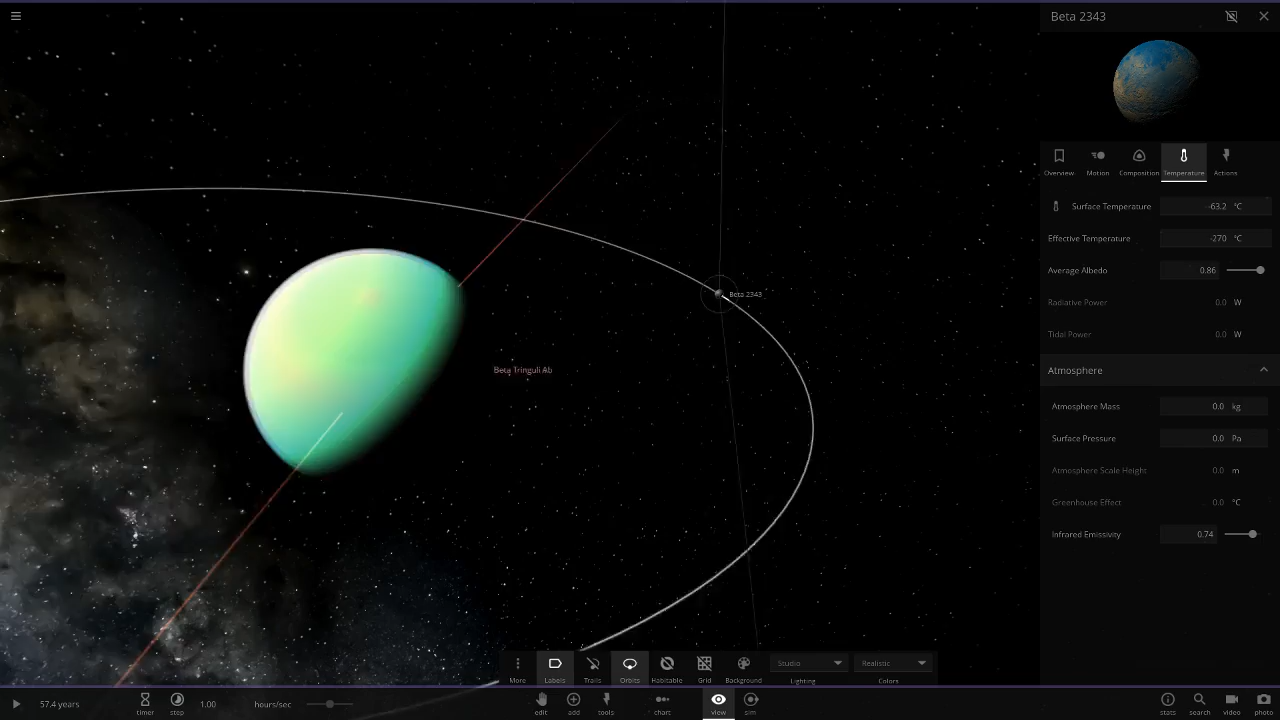 Beta 2343
Overview
Motion
Composition
Temperature
Actions
Surface Temperature -63.2 °C
Effective Temperature -270 °C
Average Albedo 0.86
Radiative Power 0.0 W
Tidal Power 0.0 W
Atmosphere
Atmosphere Mass 0.0 kg
Surface Pressure 0.0 Pa
Atmosphere Scale Height 0.0 m
Greenhouse Effect 0.0 °C
Infrared Emissivity 0.74
Beta 2343
Beta Tringuli Ab
More
Labels
Trails
Orbits
Habitable
Grid
Background
Studio
Lighting
Realistic
Colors
57.4 years
timer
step
1.00
hours/sec
edit
add
tools
chart
view
sim
stats
search
video
photo